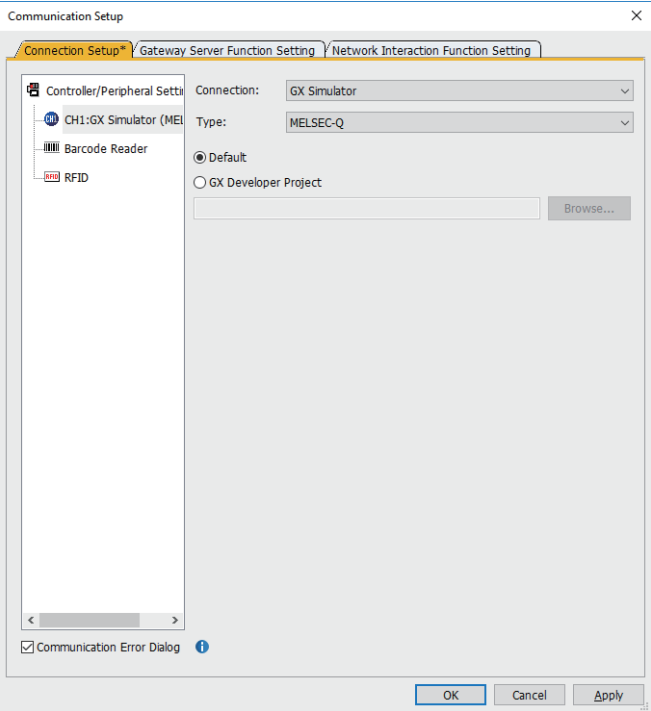 Communication Setup
Connection Setup* Gateway Server Function Setting Network Interaction Function Setting
Controller/Peripheral Setti
CH1 CH1:GX Simulator (MEL
Barcode Reader
RFID RFID
Connection: GX Simulator
Type: MELSEC-Q
Default
GX Developer Project
Browse...
Communication Error Dialog
OK Cancel Apply